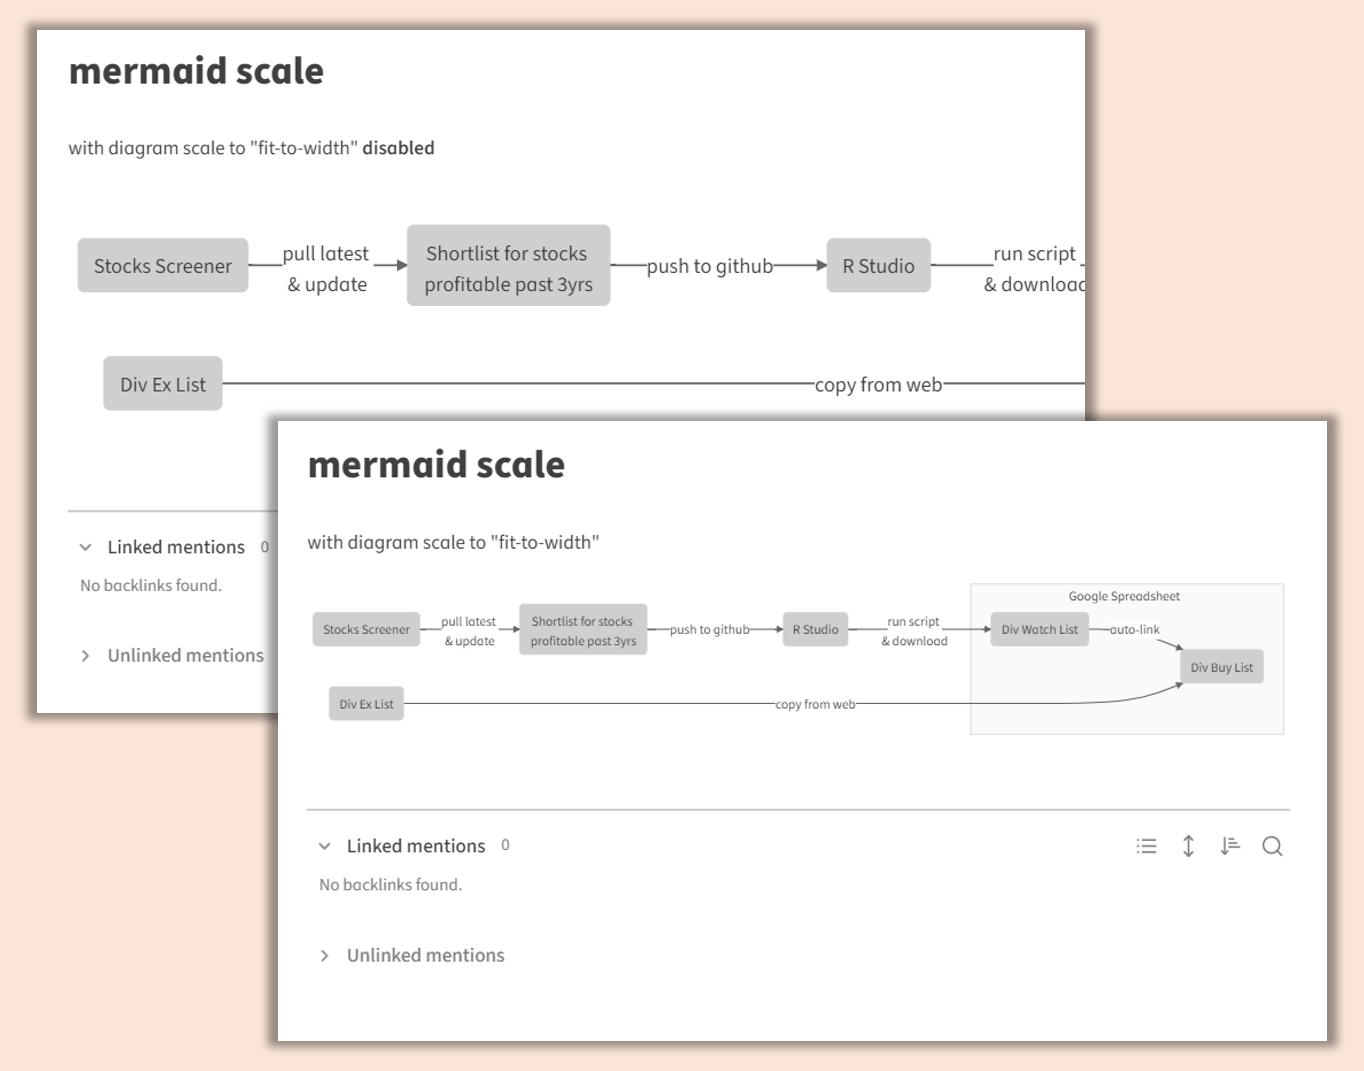 mermaid scale
with diagram scale to "fit-to-width" disabled
Stocks Screener
pull latest
& update
Shortlist for stocks
profitable past 3yrs
push to github
R Studio
run script
& download
Div Ex List
copy from web
Linked mentions 0
No backlinks found.
Unlinked mentions
mermaid scale
with diagram scale to "fit-to-width"
Google Spreadsheet
Stocks Screener
pull latest
& update
Shortlist for stocks
profitable past 3yrs
push to github
R Studio
run script
& download
Div Watch List
auto-link
Div Buy List
Div Ex List
copy from web
Linked mentions 0
No backlinks found.
Unlinked mentions